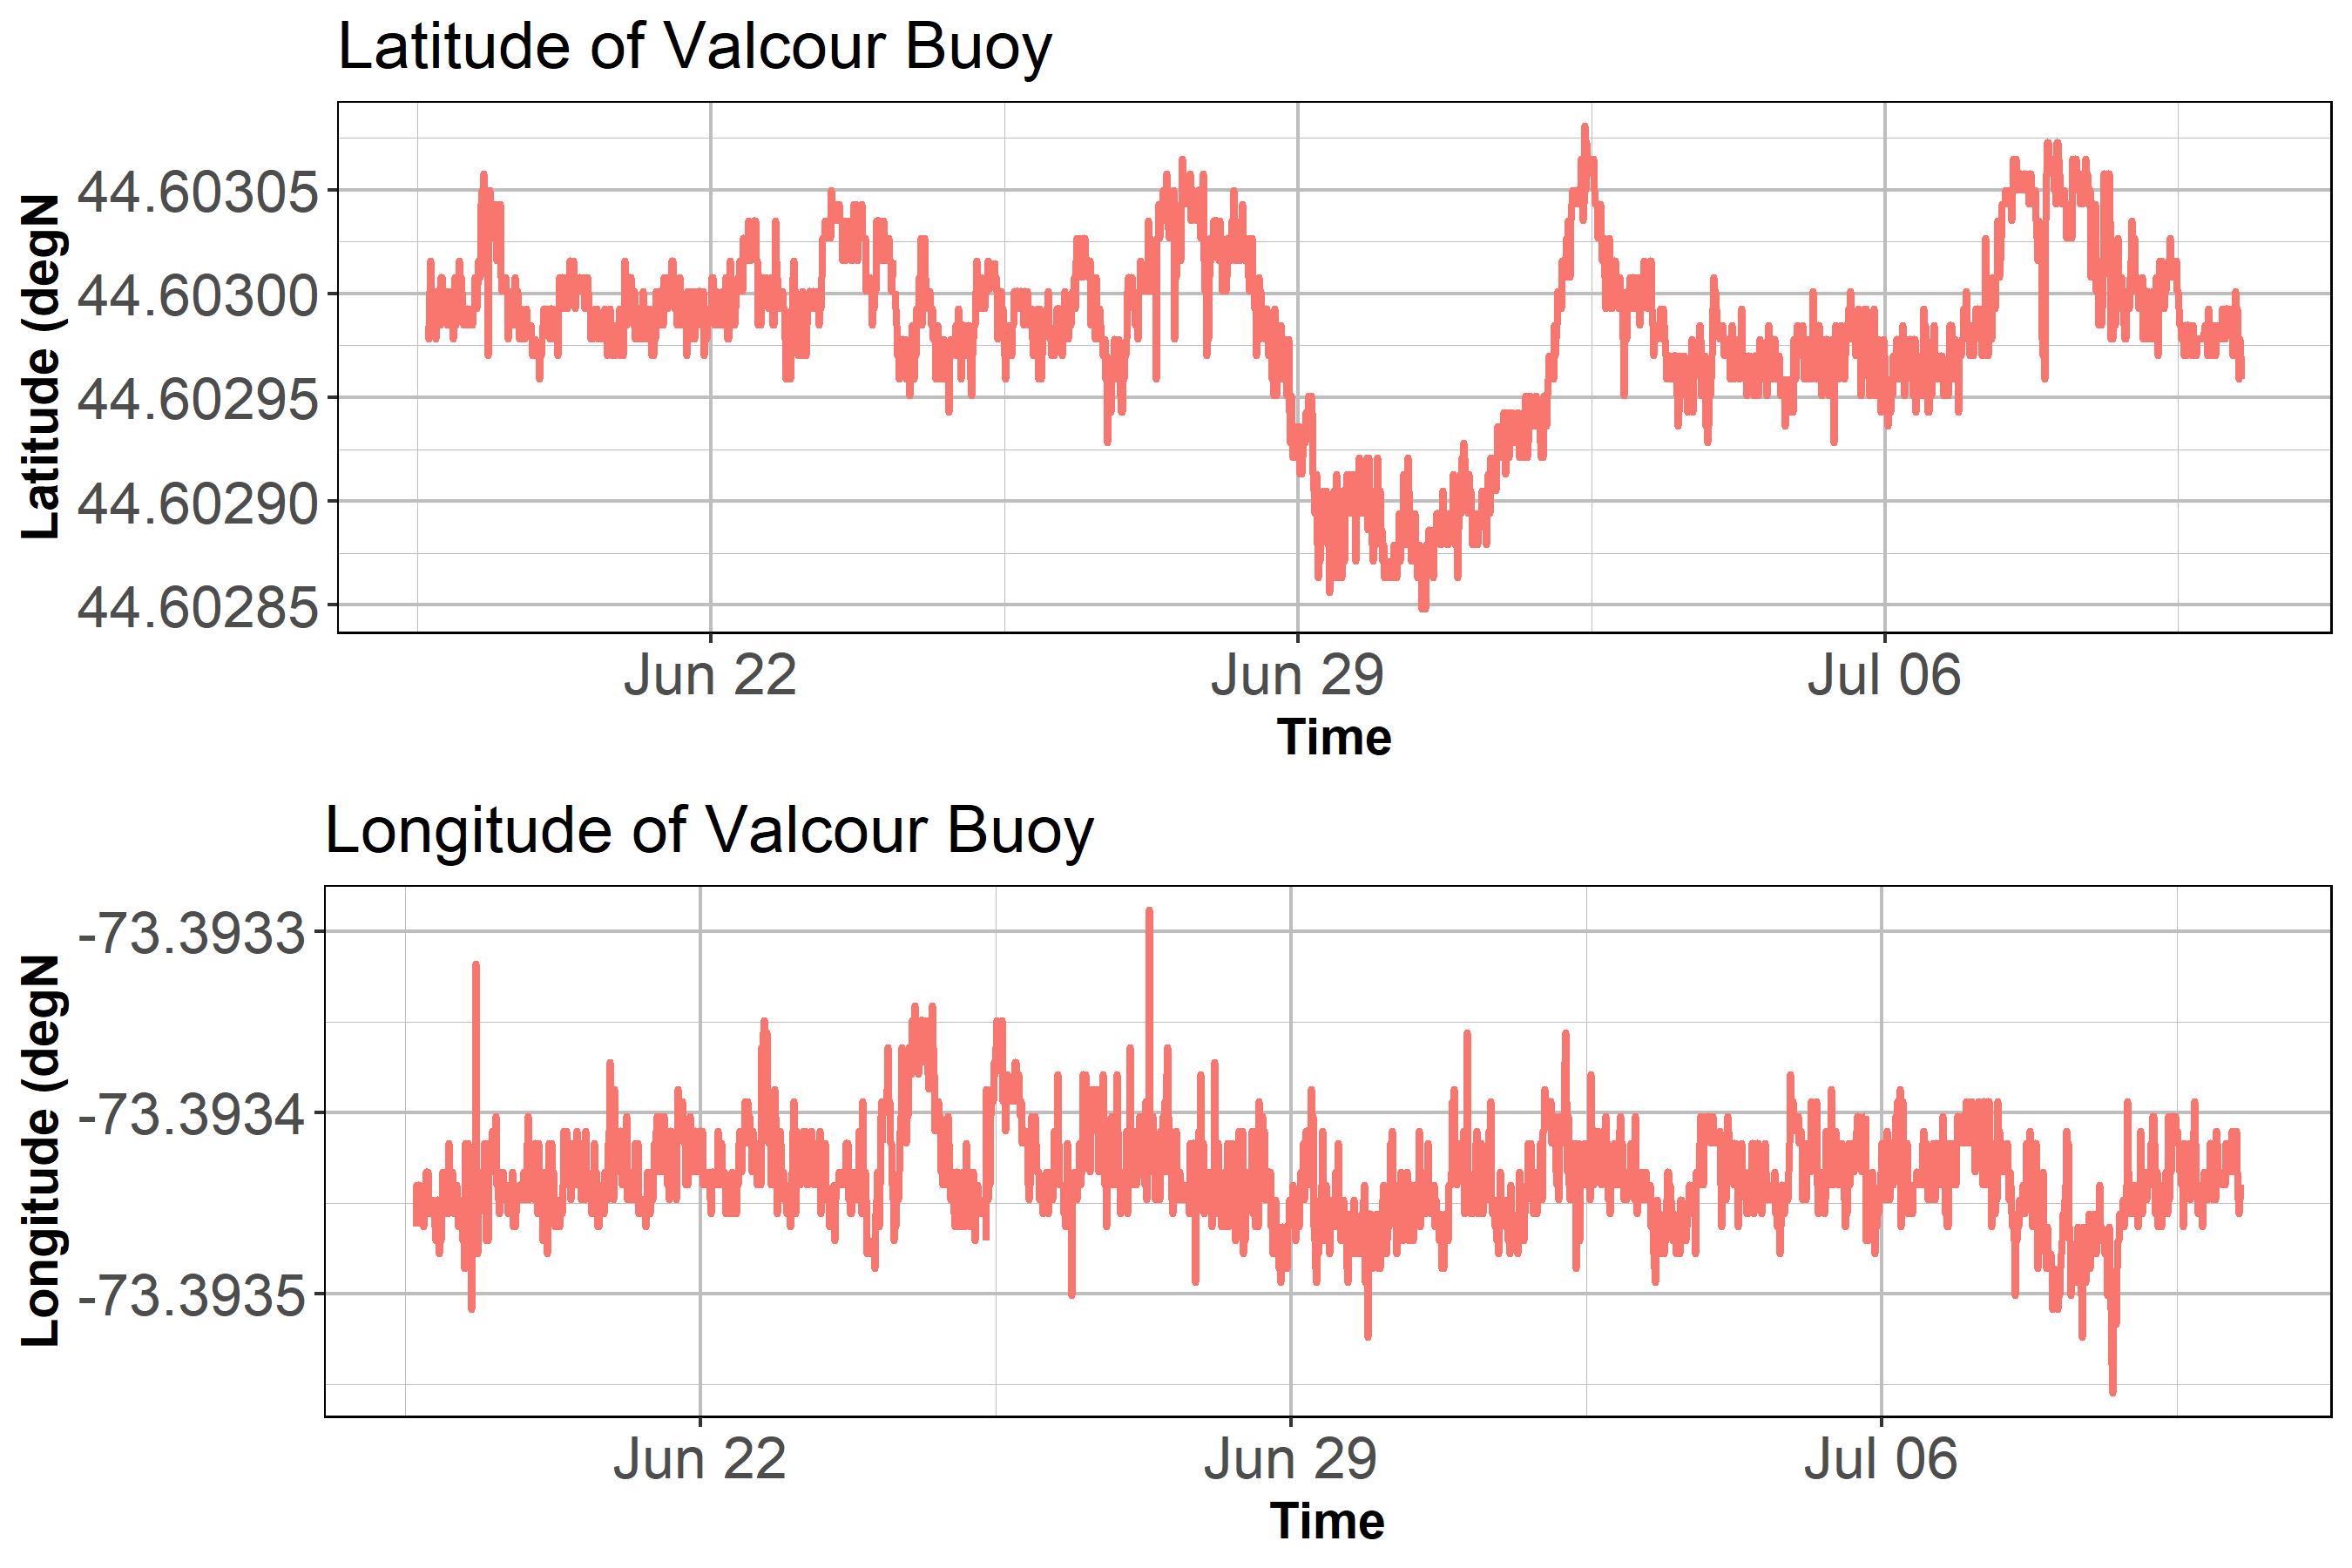 Latitude of Valcour Buoy
Latitude (degN
44.60305
44.60300
44.60295
44.60290
44.60285
Jun 22 Jun 29 Jul 06
Time
Longitude of Valcour Buoy
Longitude (degN
-73.3933
-73.3934
-73.3935
Jun 22 Jun 29 Jul 06
Time